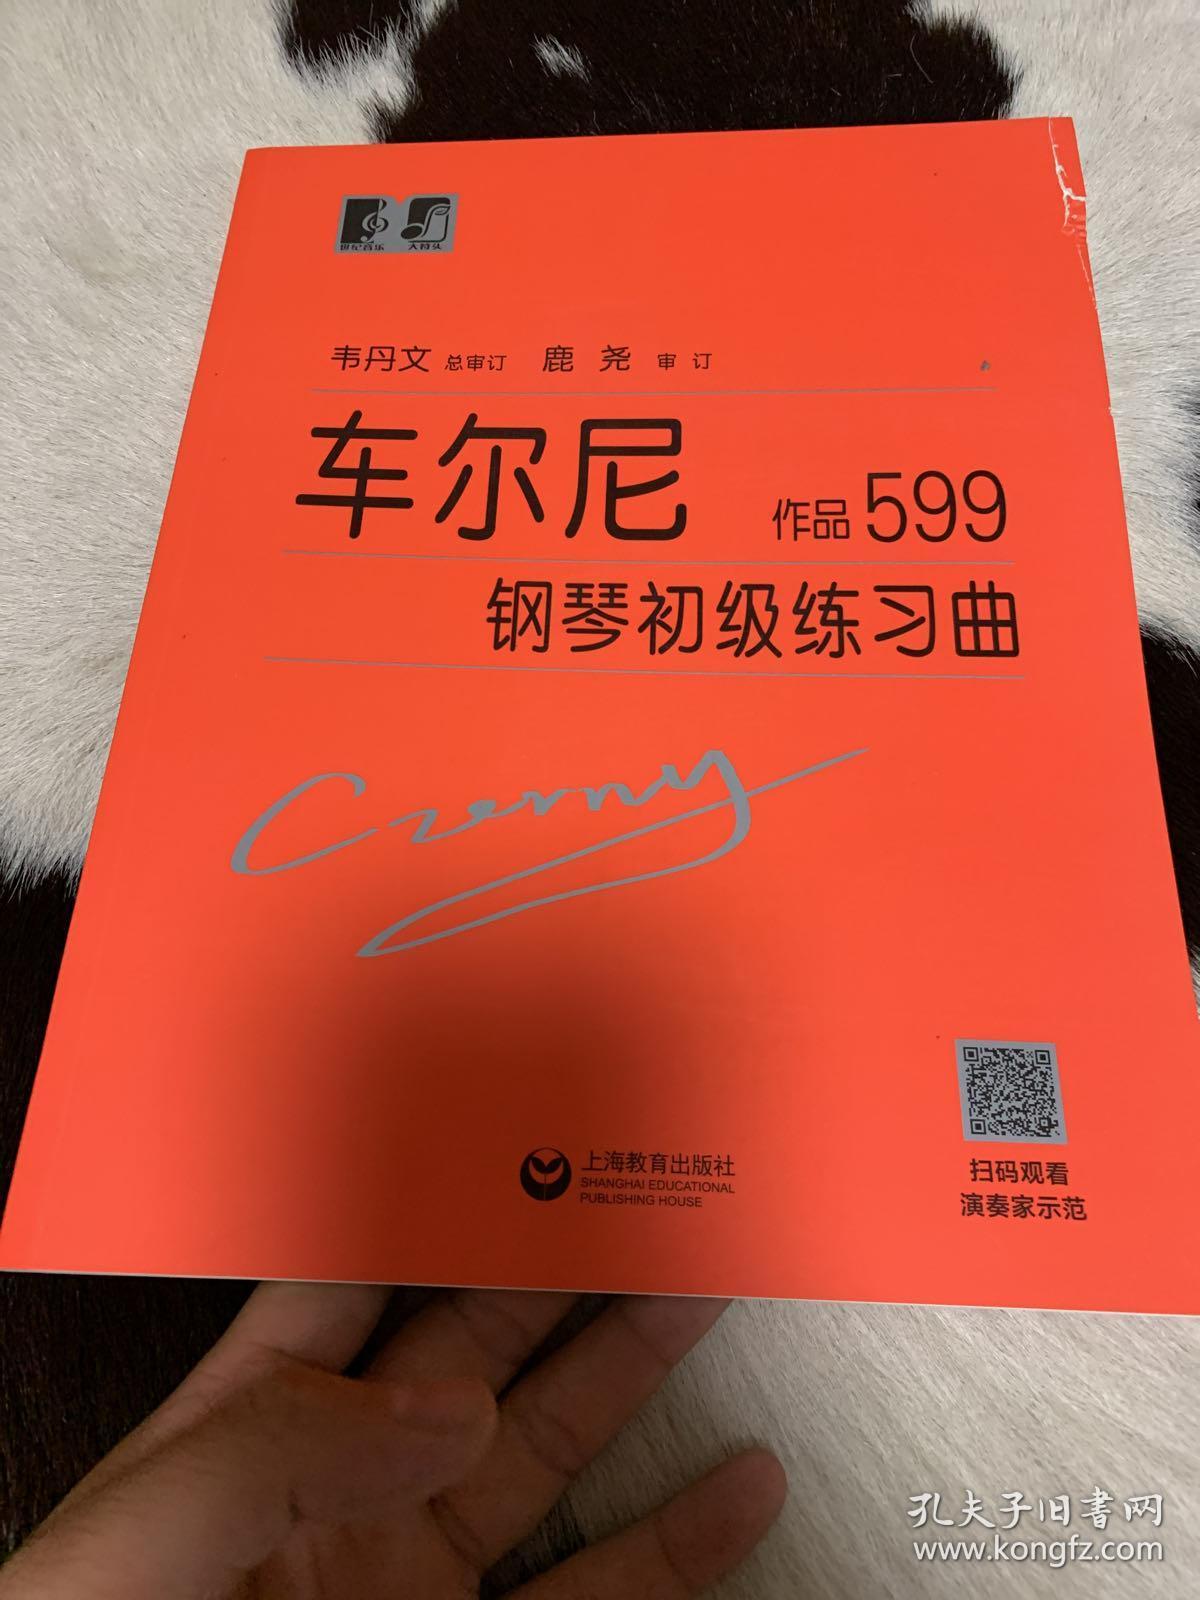 世纪音乐 大符头
韦丹文 总审订 鹿 尧 审 订
车尔尼 作品 599
钢琴初级练习曲
Czerny
上海教育出版社
SHANGHAI EDUCATIONAL
PUBLISHING HOUSE
扫码观看
演奏家示范
孔夫子旧书网
www.kongfz.com